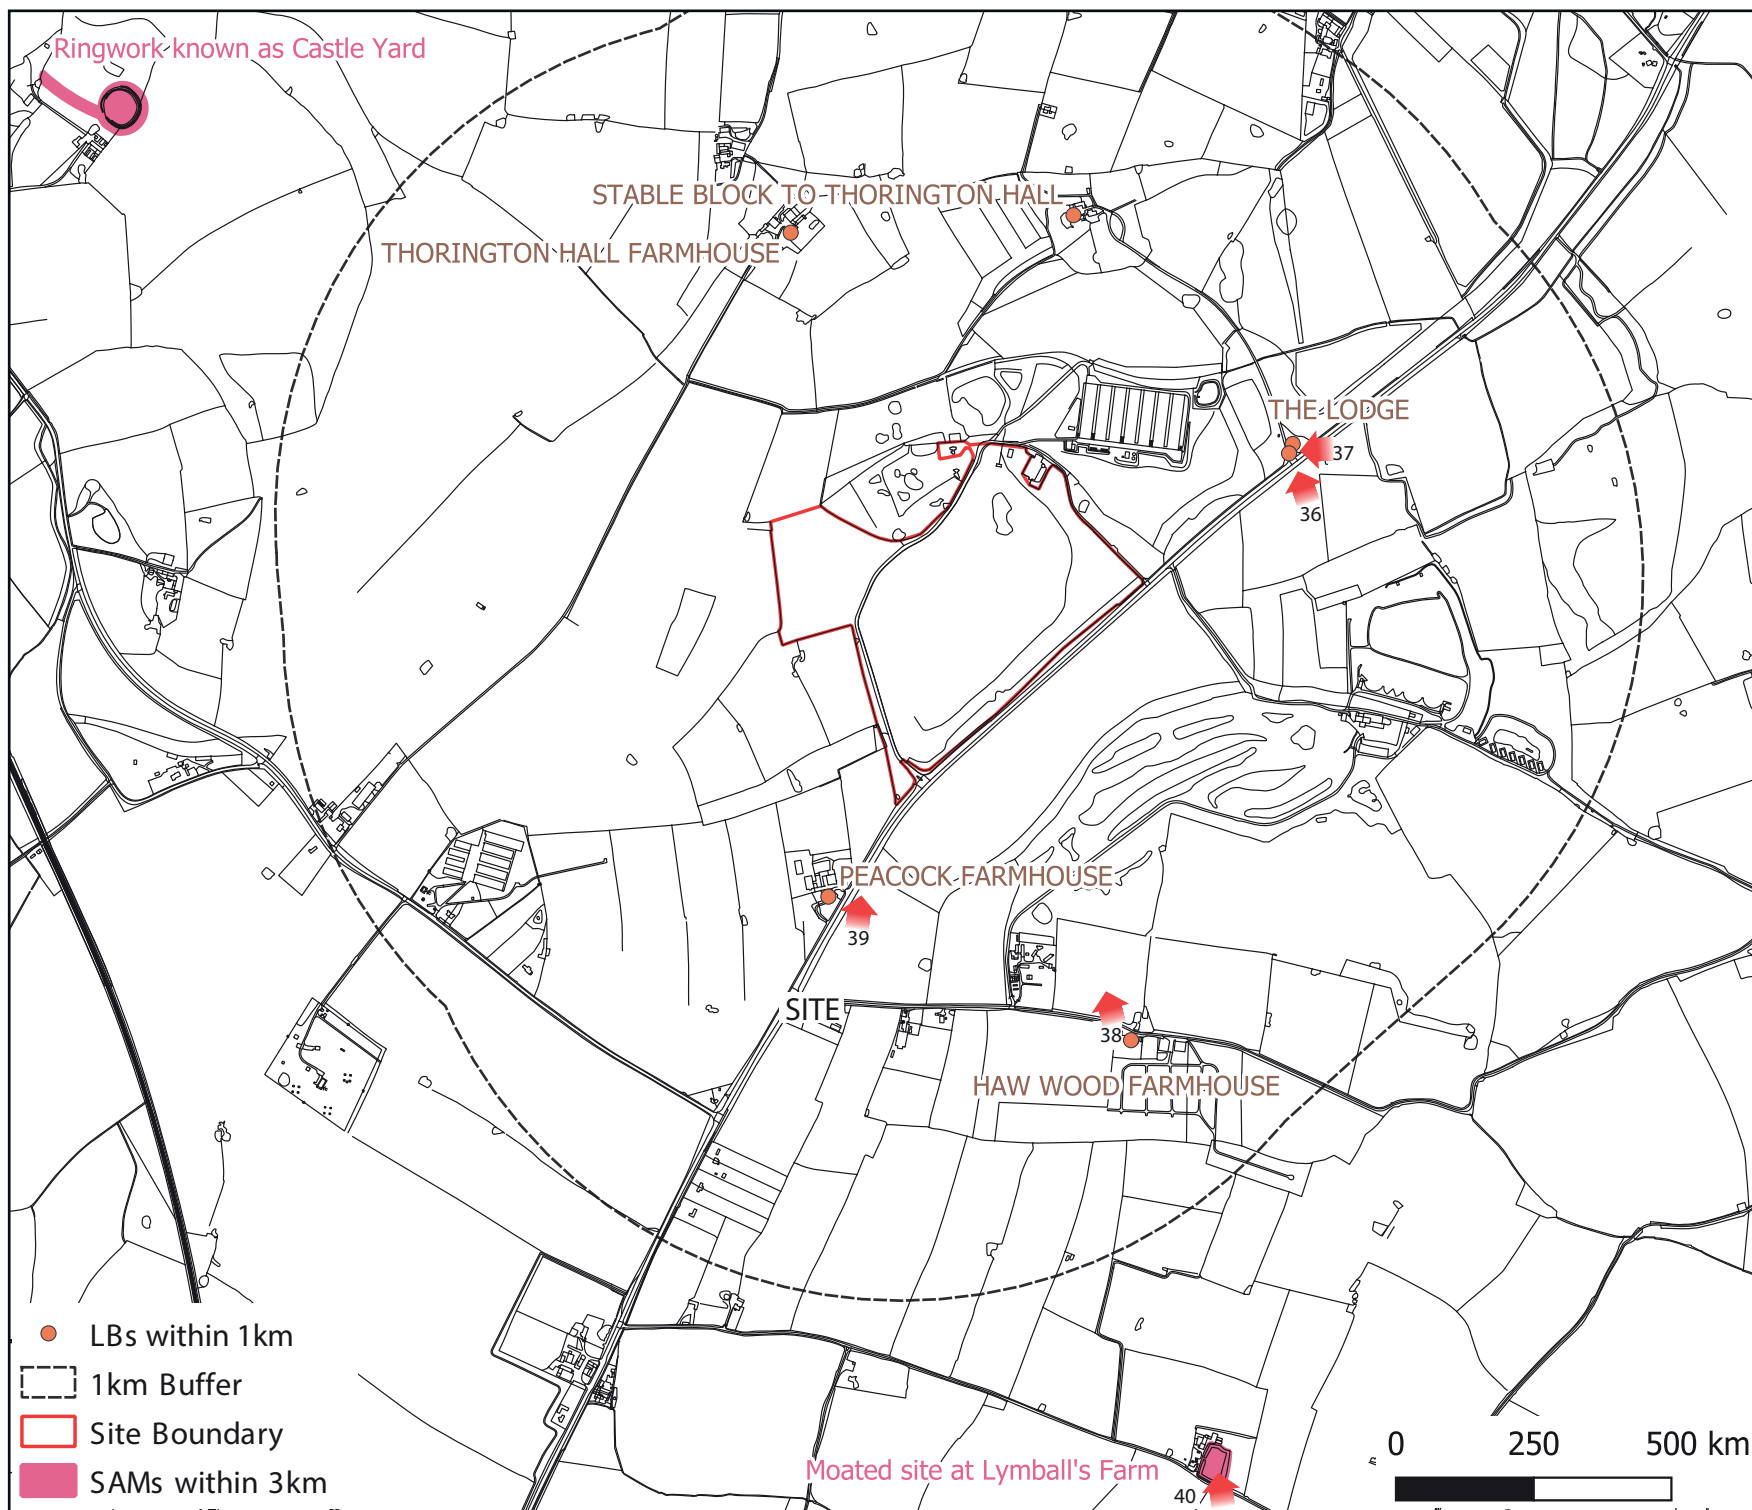 Ringwork known as Castle Yard
STABLE BLOCK TO THORINGTON HALL
THORINGTON HALL FARMHOUSE
THE LODGE
37
36
PEACOCK FARMHOUSE
39
SITE
38
HAW WOOD FARMHOUSE
LBs within 1km
1km Buffer
Site Boundary
SAMs within 3km
Moated site at Lymball's Farm
40
0 250 500 km